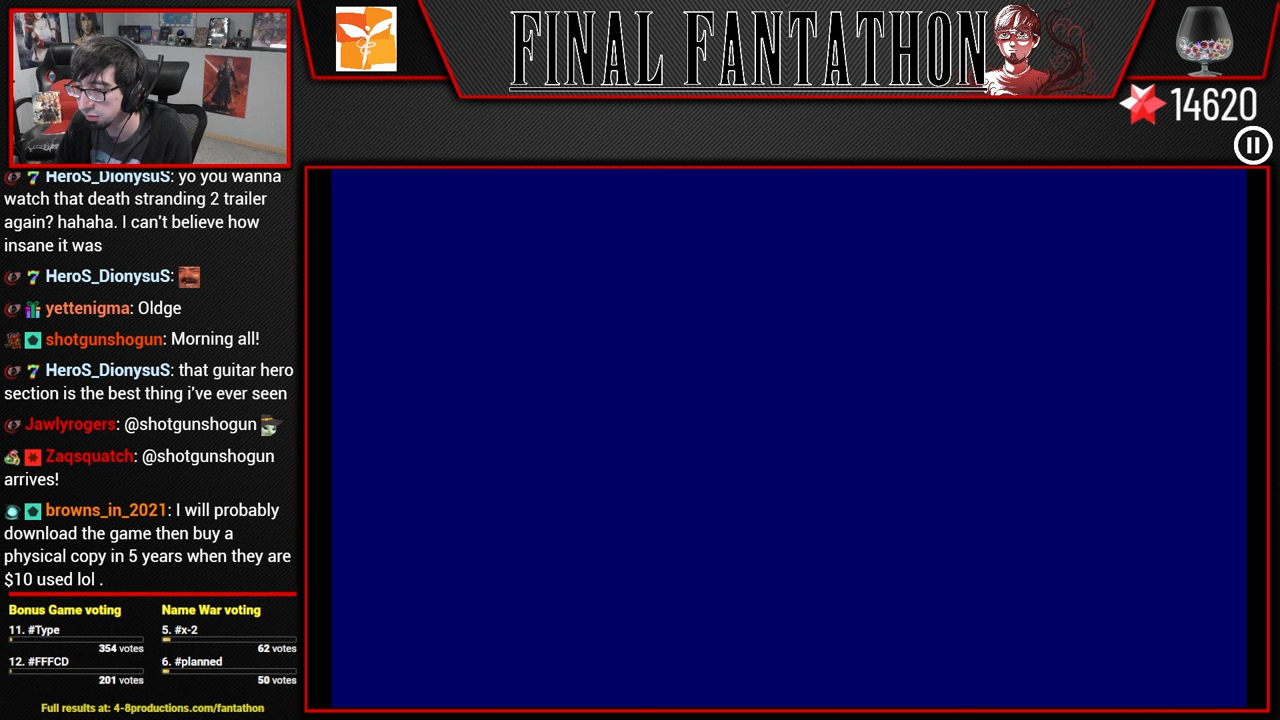 FINAL FANTATHON
14620
HeroS_DionysuS: yo you wanna
watch that death stranding 2 trailer
again? hahaha. I can't believe how
insane it was
HeroS_DionysuS:
yettenigma: Oldge
shotgunshogun: Morning all!
HeroS_DionysuS: that guitar hero
section is the best thing i've ever seen
Jawlyrogers: @shotgunshogun
Zaqsquatch: @shotgunshogun
arrives!
browns_in_2021: I will probably
download the game then buy a
physical copy in 5 years when they are
$10 used lol .
Bonus Game voting
11. #Type
354 votes
12. #FFFCD
201 votes
Name War voting
5. #x-2
62 votes
6. #planned
50 votes
Full results at: 4-8productions.com/fantathon